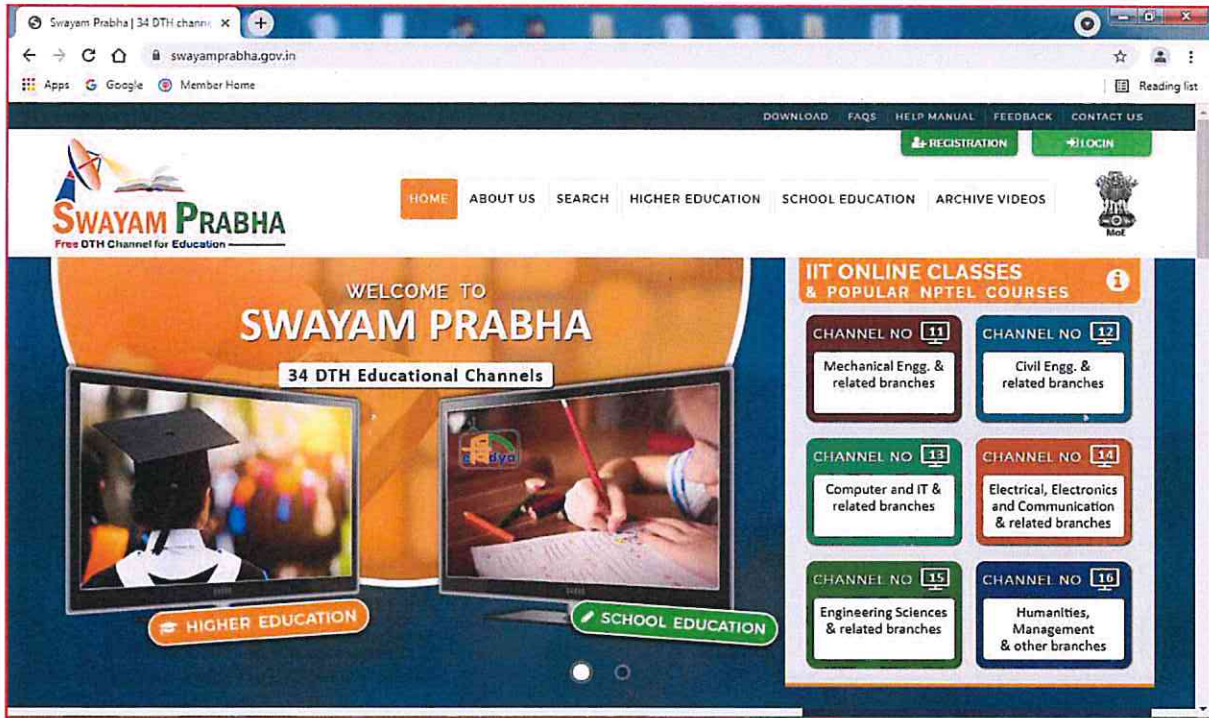 Swayam Prabha | 34 DTH channe
swayamprabha.gov.in
Apps Google Member Home
Reading list
DOWNLOAD FAQS HELP MANUAL FEEDBACK CONTACT US
REGISTRATION LOGIN
SWAYAM PRABHA
Free DTH Channel for Education
HOME ABOUT US SEARCH HIGHER EDUCATION SCHOOL EDUCATION ARCHIVE VIDEOS
MoE
WELCOME TO
SWAYAM PRABHA
34 DTH Educational Channels
HIGHER EDUCATION
SCHOOL EDUCATION
IIT ONLINE CLASSES
& POPULAR NPTEL COURSES
CHANNEL NO 11
Mechanical Engg. &
related branches
CHANNEL NO 12
Civil Engg. &
related branches
CHANNEL NO 13
Computer and IT &
related branches
CHANNEL NO 14
Electrical, Electronics
and Communication
& related branches
CHANNEL NO 15
Engineering Sciences
& related branches
CHANNEL NO 16
Humanities,
Management
& other branches